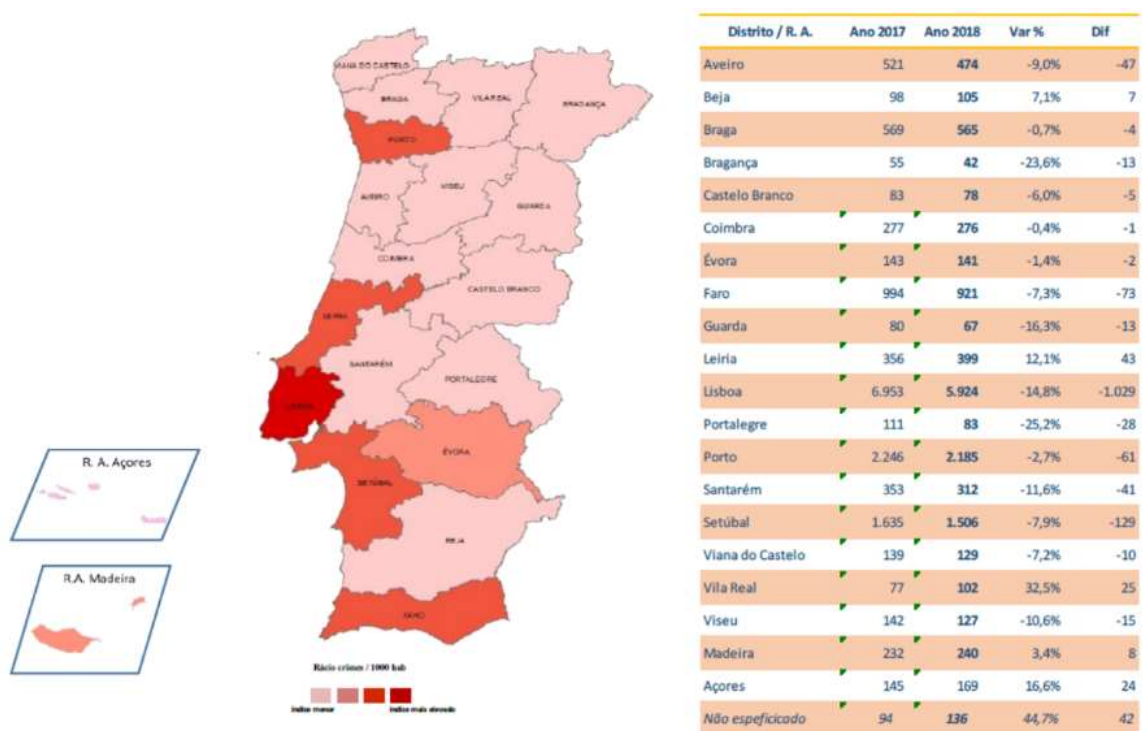 VIANA DO CASTELO
BRAGA
VILA REAL
BRAGANÇA
PORTO
AVEIRO
VISEU
GUARDA
COIMBRA
CASTELO BRANCO
LEIRIA
SANTARÉM
PORTALEGRE
LISBOA
ÉVORA
SETÚBAL
BEJA
FARO
R. A. Açores
R.A. Madeira
Rácio crimes / 1000 hab
índice menor índice mais elevado
Distrito / R. A. Ano 2017 Ano 2018 Var % Dif
Aveiro 521 474 -9,0% -47
Beja 98 105 7,1% 7
Braga 569 565 -0,7% -4
Bragança 55 42 -23,6% -13
Castelo Branco 83 78 -6,0% -5
Coimbra 277 276 -0,4% -1
Évora 143 141 -1,4% -2
Faro 994 921 -7,3% -73
Guarda 80 67 -16,3% -13
Leiria 356 399 12,1% 43
Lisboa 6.953 5.924 -14,8% -1.029
Portalegre 111 83 -25,2% -28
Porto 2.246 2.185 -2,7% -61
Santarém 353 312 -11,6% -41
Setúbal 1.635 1.506 -7,9% -129
Viana do Castelo 139 129 -7,2% -10
Vila Real 77 102 32,5% 25
Viseu 142 127 -10,6% -15
Madeira 232 240 3,4% 8
Açores 145 169 16,6% 24
Não espeficicado 94 136 44,7% 42